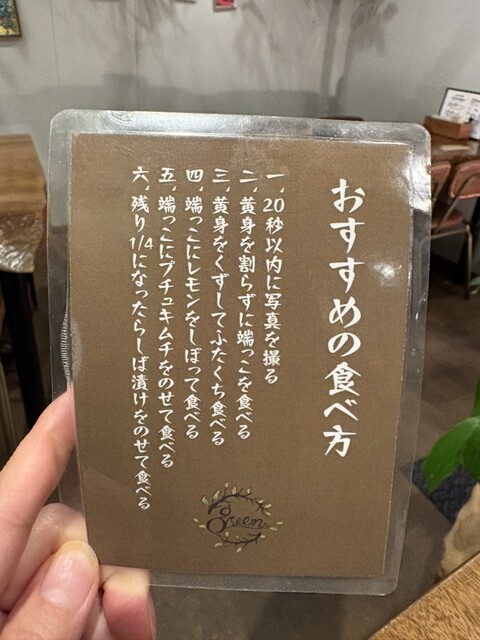 おすすめの食べ方
一、20秒以内に写真を撮る
二、黄身を割らずに端っこを食べる
三、黄身をくずしてふたくち食べる
四、端っこにレモンをしぼって食べる
五、端っこにプチュキムチをのせて食べる
六、残り1/4になったらしば漬けをのせて食べる
green